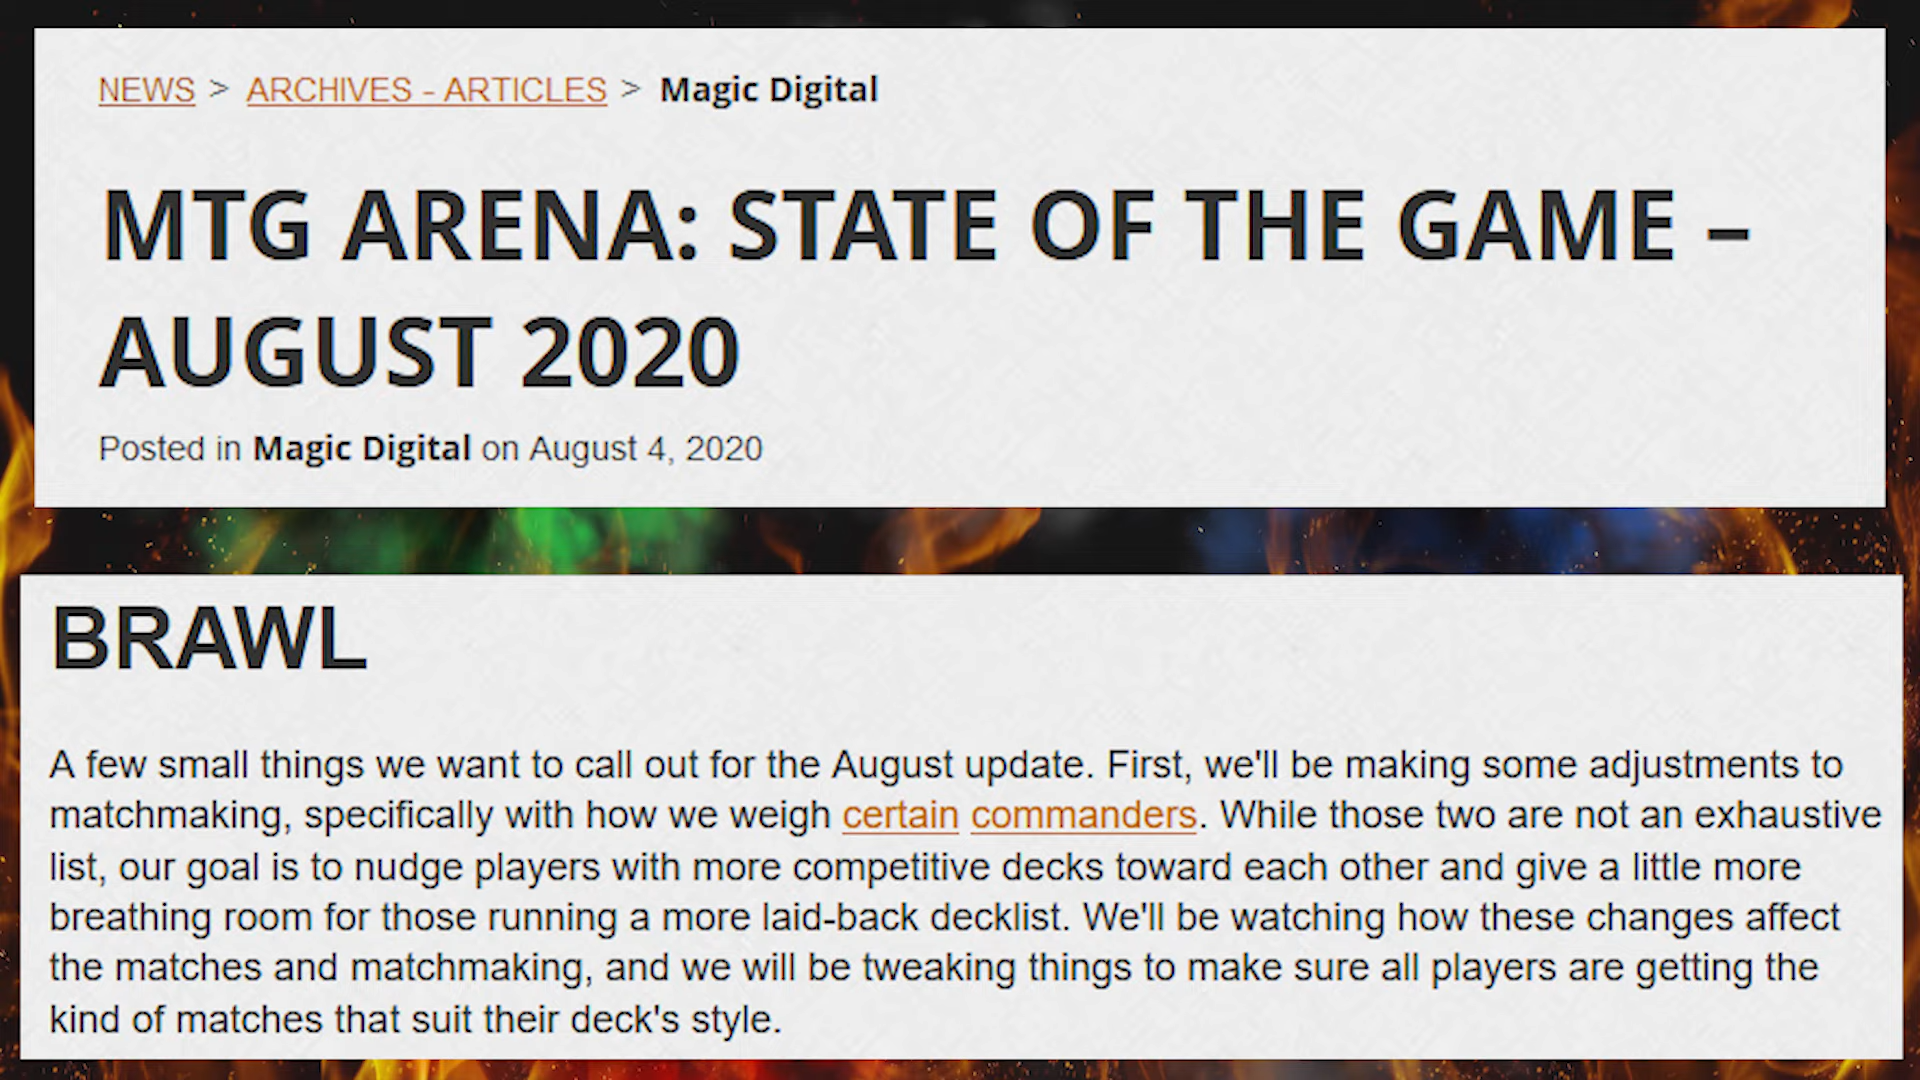 NEWS > ARCHIVES - ARTICLES > Magic Digital
MTG ARENA: STATE OF THE GAME –
AUGUST 2020
Posted in Magic Digital on August 4, 2020
BRAWL
A few small things we want to call out for the August update. First, we'll be making some adjustments to
matchmaking, specifically with how we weigh certain commanders. While those two are not an exhaustive
list, our goal is to nudge players with more competitive decks toward each other and give a little more
breathing room for those running a more laid-back decklist. We'll be watching how these changes affect
the matches and matchmaking, and we will be tweaking things to make sure all players are getting the
kind of matches that suit their deck's style.